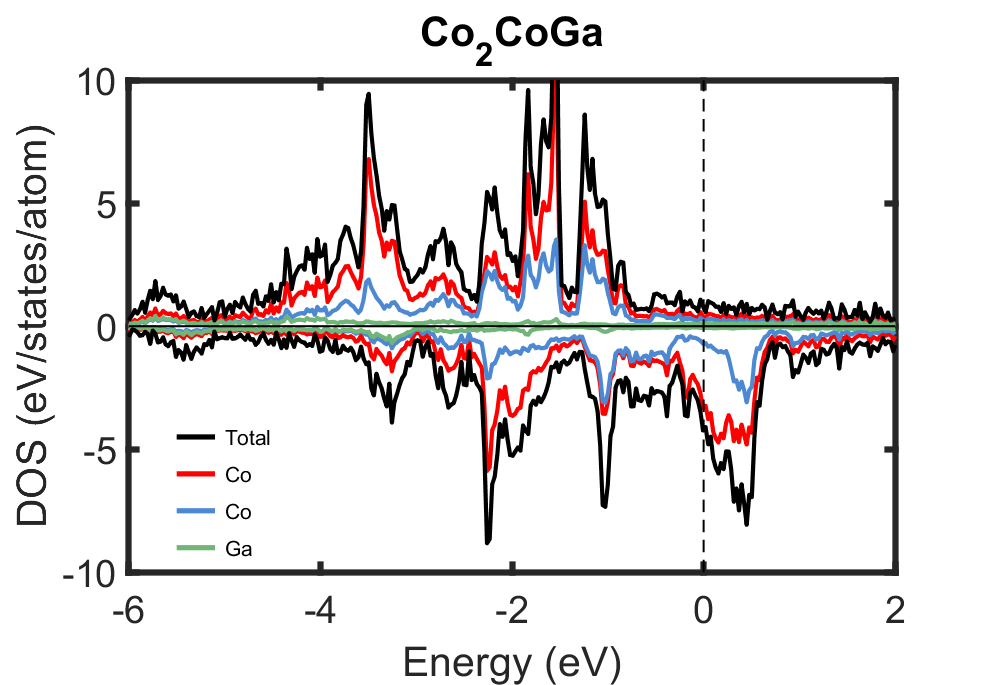 Co2CoGa
DOS (eV/states/atom)
10
5
0
-5
-10
Total
Co
Co
Ga
-6 -4 -2 0 2
Energy (eV)